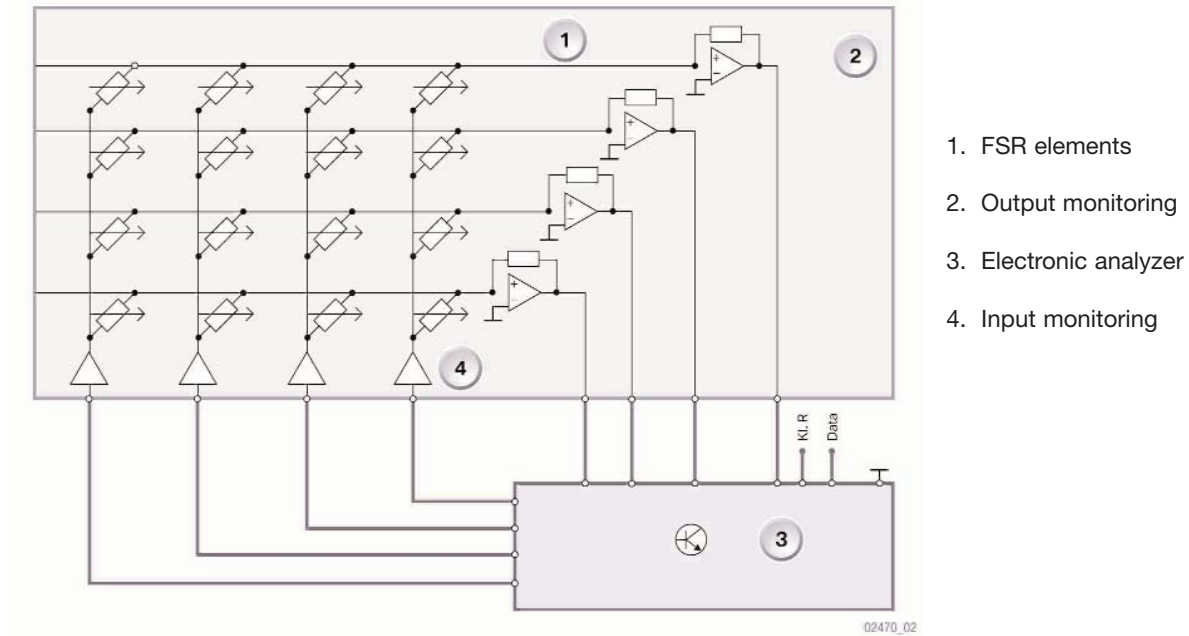 1
2
3
4
Kl. R
Data
02470_02
1. FSR elements
2. Output monitoring
3. Electronic analyzer
4. Input monitoring